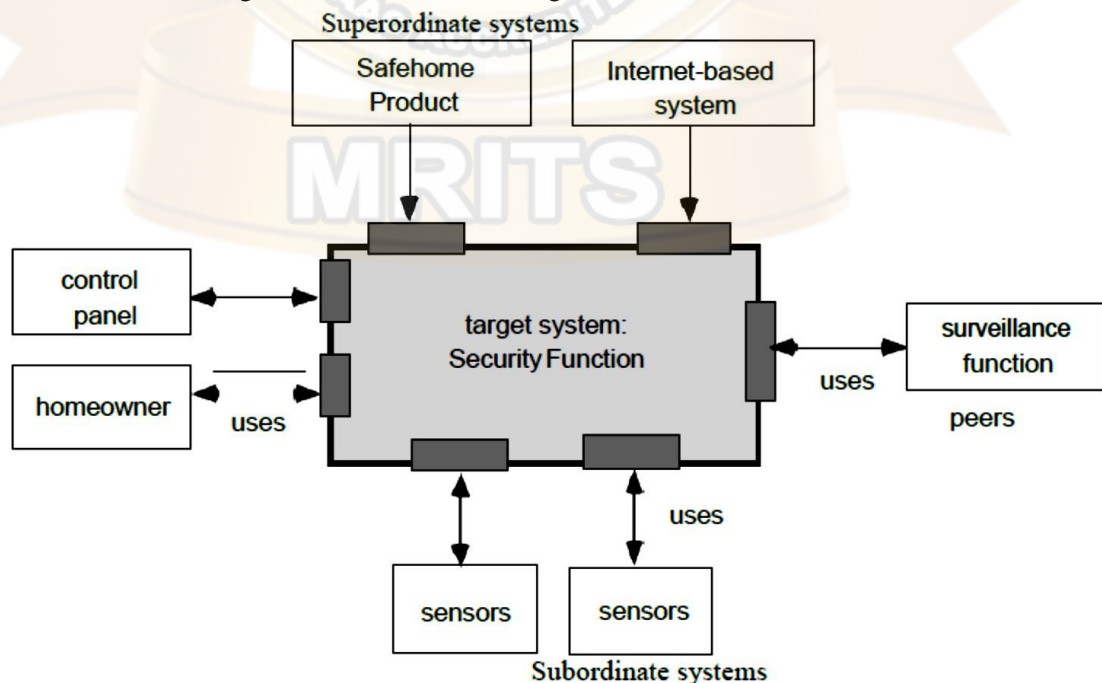 Superordinate systems
Safehome
Product
Internet-based
system
MRITS
control
panel
target system:
Security Function
surveillance
function
homeowner
uses
uses
peers
uses
sensors
sensors
Subordinate systems